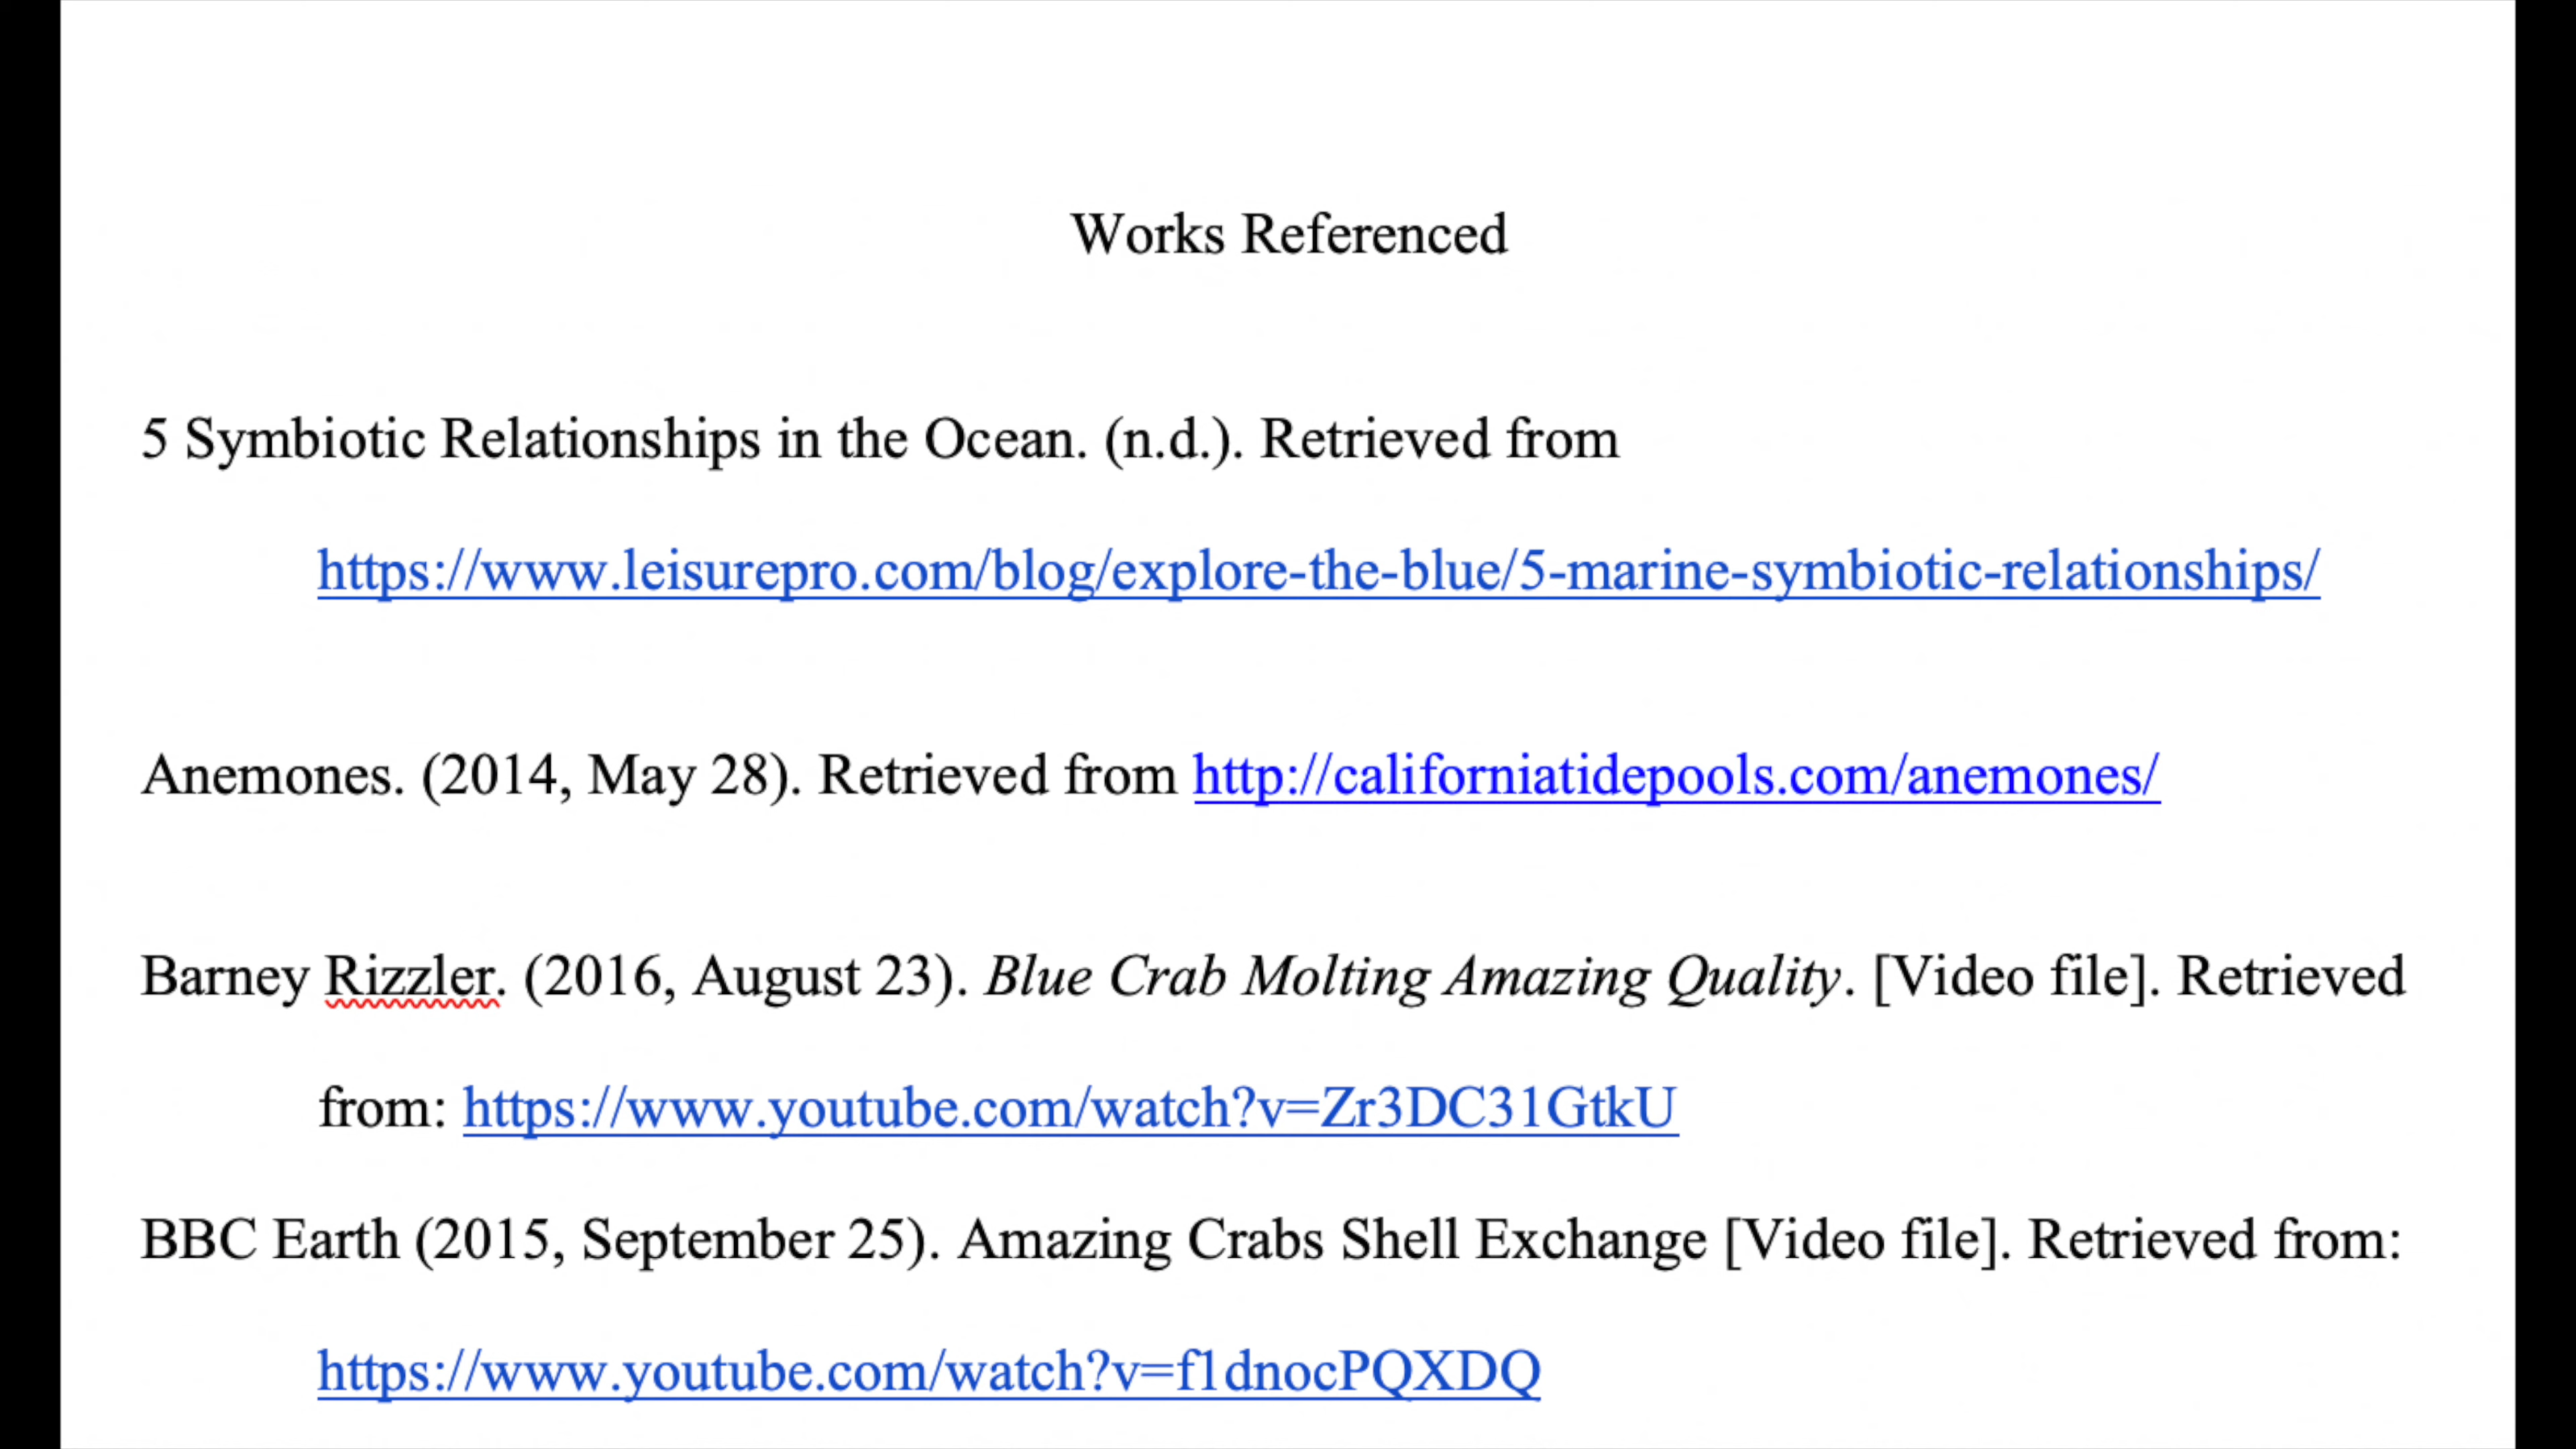 Works Referenced
5 Symbiotic Relationships in the Ocean. (n.d.). Retrieved from
https://www.leisurepro.com/blog/explore-the-blue/5-marine-symbiotic-relationships/
Anemones. (2014, May 28). Retrieved from http://californiatidepools.com/anemones/
Barney Rizzler. (2016, August 23). Blue Crab Molting Amazing Quality. [Video file]. Retrieved
from: https://www.youtube.com/watch?v=Zr3DC31GtkU
BBC Earth (2015, September 25). Amazing Crabs Shell Exchange [Video file]. Retrieved from:
https://www.youtube.com/watch?v=f1dnocPQXDQ